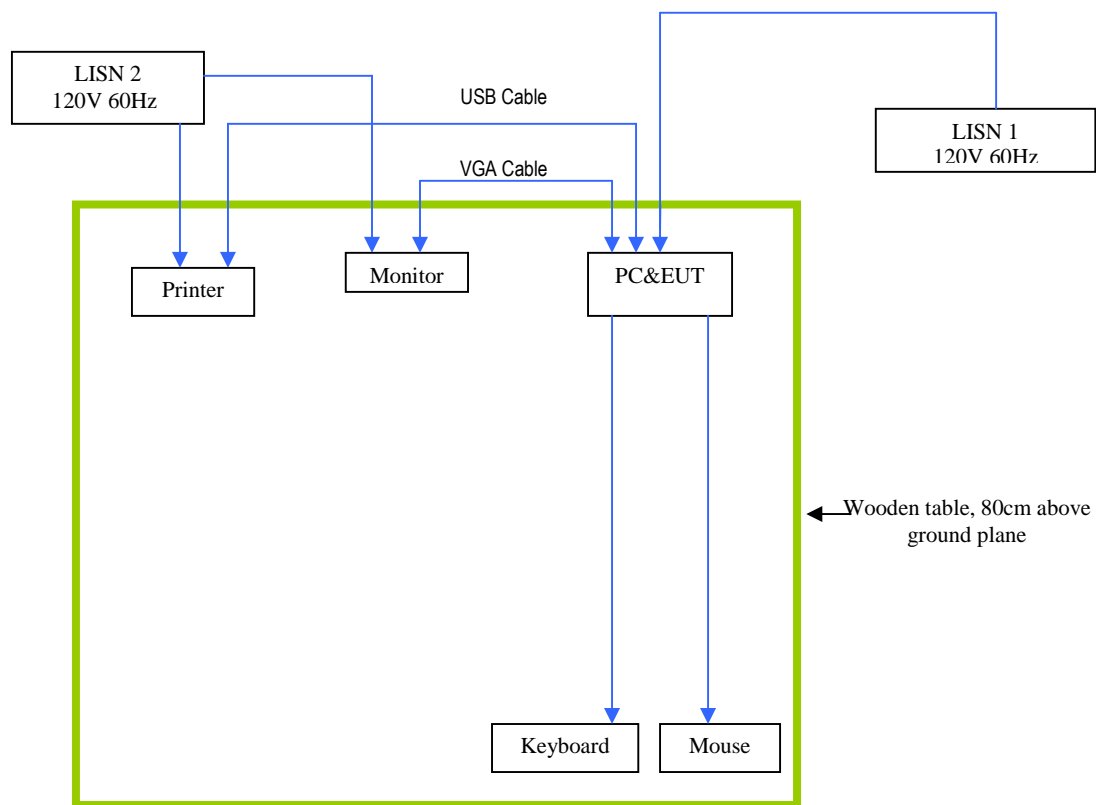 LISN 2
120V 60Hz
USB Cable
LISN 1
120V 60Hz
VGA Cable
Printer
Monitor
PC&EUT
Wooden table, 80cm above
ground plane
Keyboard
Mouse